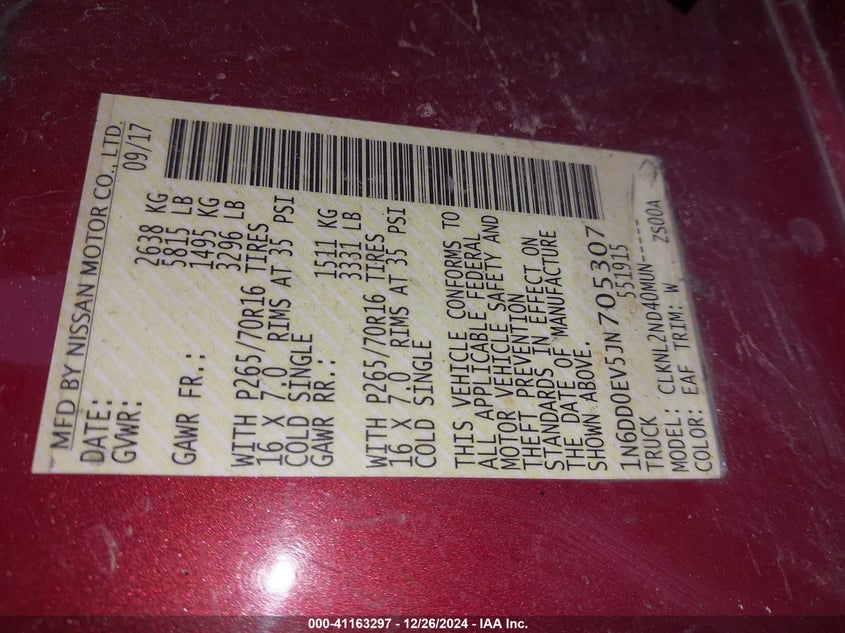 MFD BY NISSAN MOTOR CO., LTD.
DATE: 09/17
GVWR: 2638 KG
5815 LB
GAWR FR.: 1495 KG
3296 LB
WITH P265/70R16 TIRES
16 X 7.0 RIMS AT 35 PSI
COLD SINGLE
GAWR RR.: 1511 KG
3331 LB
WITH P265/70R16 TIRES
16 X 7.0 RIMS AT 35 PSI
COLD SINGLE
THIS VEHICLE CONFORMS TO
ALL APPLICABLE FEDERAL
MOTOR VEHICLE SAFETY AND
THEFT PREVENTION
STANDARDS IN EFFECT ON
THE DATE OF MANUFACTURE
SHOWN ABOVE.
1N6DD0EV5JN705307
TRUCK 551915
MODEL: CLKNL2ND40MUN-----
COLOR: EAF TRIM: W ZS00A
000-41163297 - 12/26/2024 - IAA Inc.